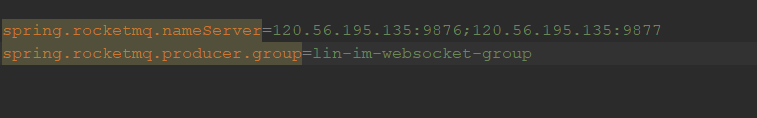 spring.rocketmq.nameServer=120.56.195.135:9876;120.56.195.135:9877
spring.rocketmq.producer.group=lin-im-websocket-group